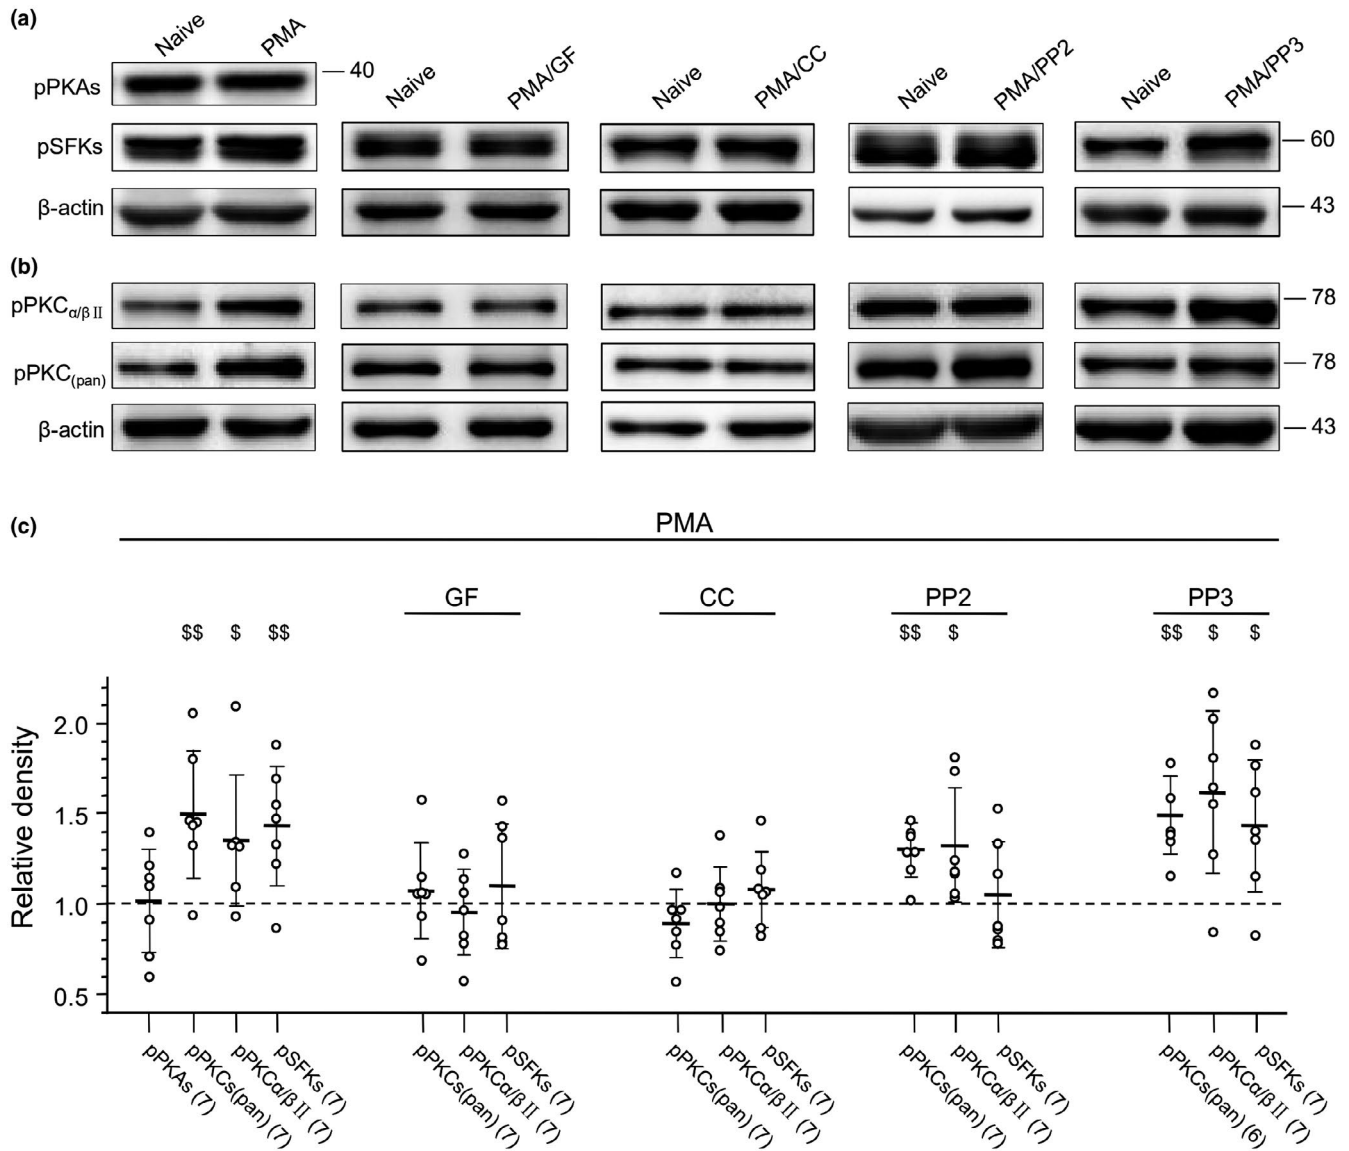 (a)
Naive PMA
Naive PMA/GF Naive PMA/CC Naive PMA/PP2 Naive PMA/PP3
pPKAs 40
pSFKs 60
β-actin 43
(b)
pPKCα/βⅡ 78
pPKC(pan) 78
β-actin 43
(c)
PMA
GF CC PP2 PP3
$$ $ $$ $$ $ $$ $ $
Relative density
2.0
1.5
1.0
0.5
pPKAs (7) pPKCs(pan) (7) pPKCα/βⅡ (7) pSFKs (7) pPKCs(pan) (7) pPKCα/βⅡ (7) pSFKs (7) pPKCs(pan) (7) pPKCα/βⅡ (7) pSFKs (7) pPKCs(pan) (7) pPKCα/βⅡ (7) pSFKs (7) pPKCs(pan) (6) pPKCα/βⅡ (7) pSFKs (7)